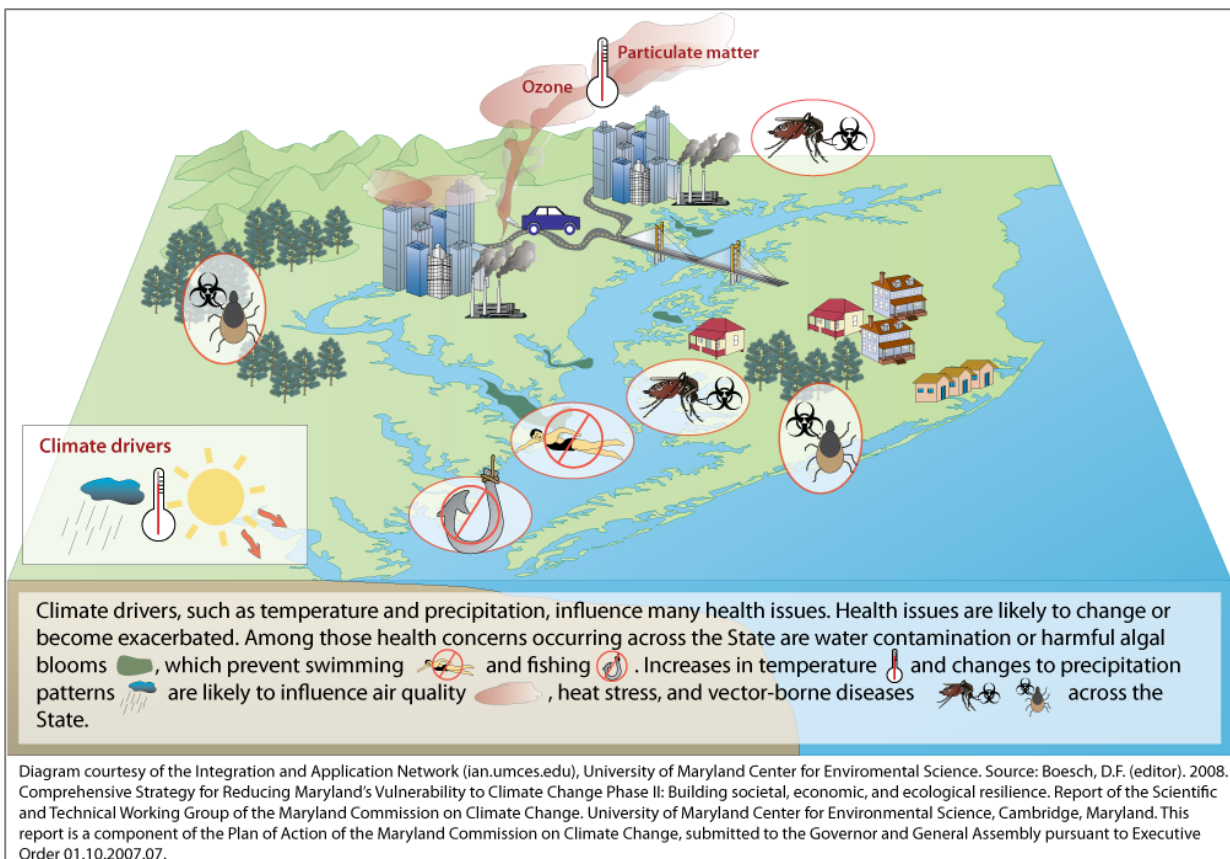 Particulate matter
Ozone
Climate drivers
Climate drivers, such as temperature and precipitation, influence many health issues. Health issues are likely to change or
become exacerbated. Among those health concerns occurring across the State are water contamination or harmful algal
blooms , which prevent swimming and fishing . Increases in temperature and changes to precipitation
patterns are likely to influence air quality , heat stress, and vector-borne diseases across the
State.
Diagram courtesy of the Integration and Application Network (ian.umces.edu), University of Maryland Center for Enviromental Science. Source: Boesch, D.F. (editor). 2008.
Comprehensive Strategy for Reducing Maryland's Vulnerability to Climate Change Phase II: Building societal, economic, and ecological resilience. Report of the Scientific
and Technical Working Group of the Maryland Commission on Climate Change. University of Maryland Center for Environmental Science, Cambridge, Maryland. This
report is a component of the Plan of Action of the Maryland Commission on Climate Change, submitted to the Governor and General Assembly pursuant to Executive
Order 01.10.2007.07.